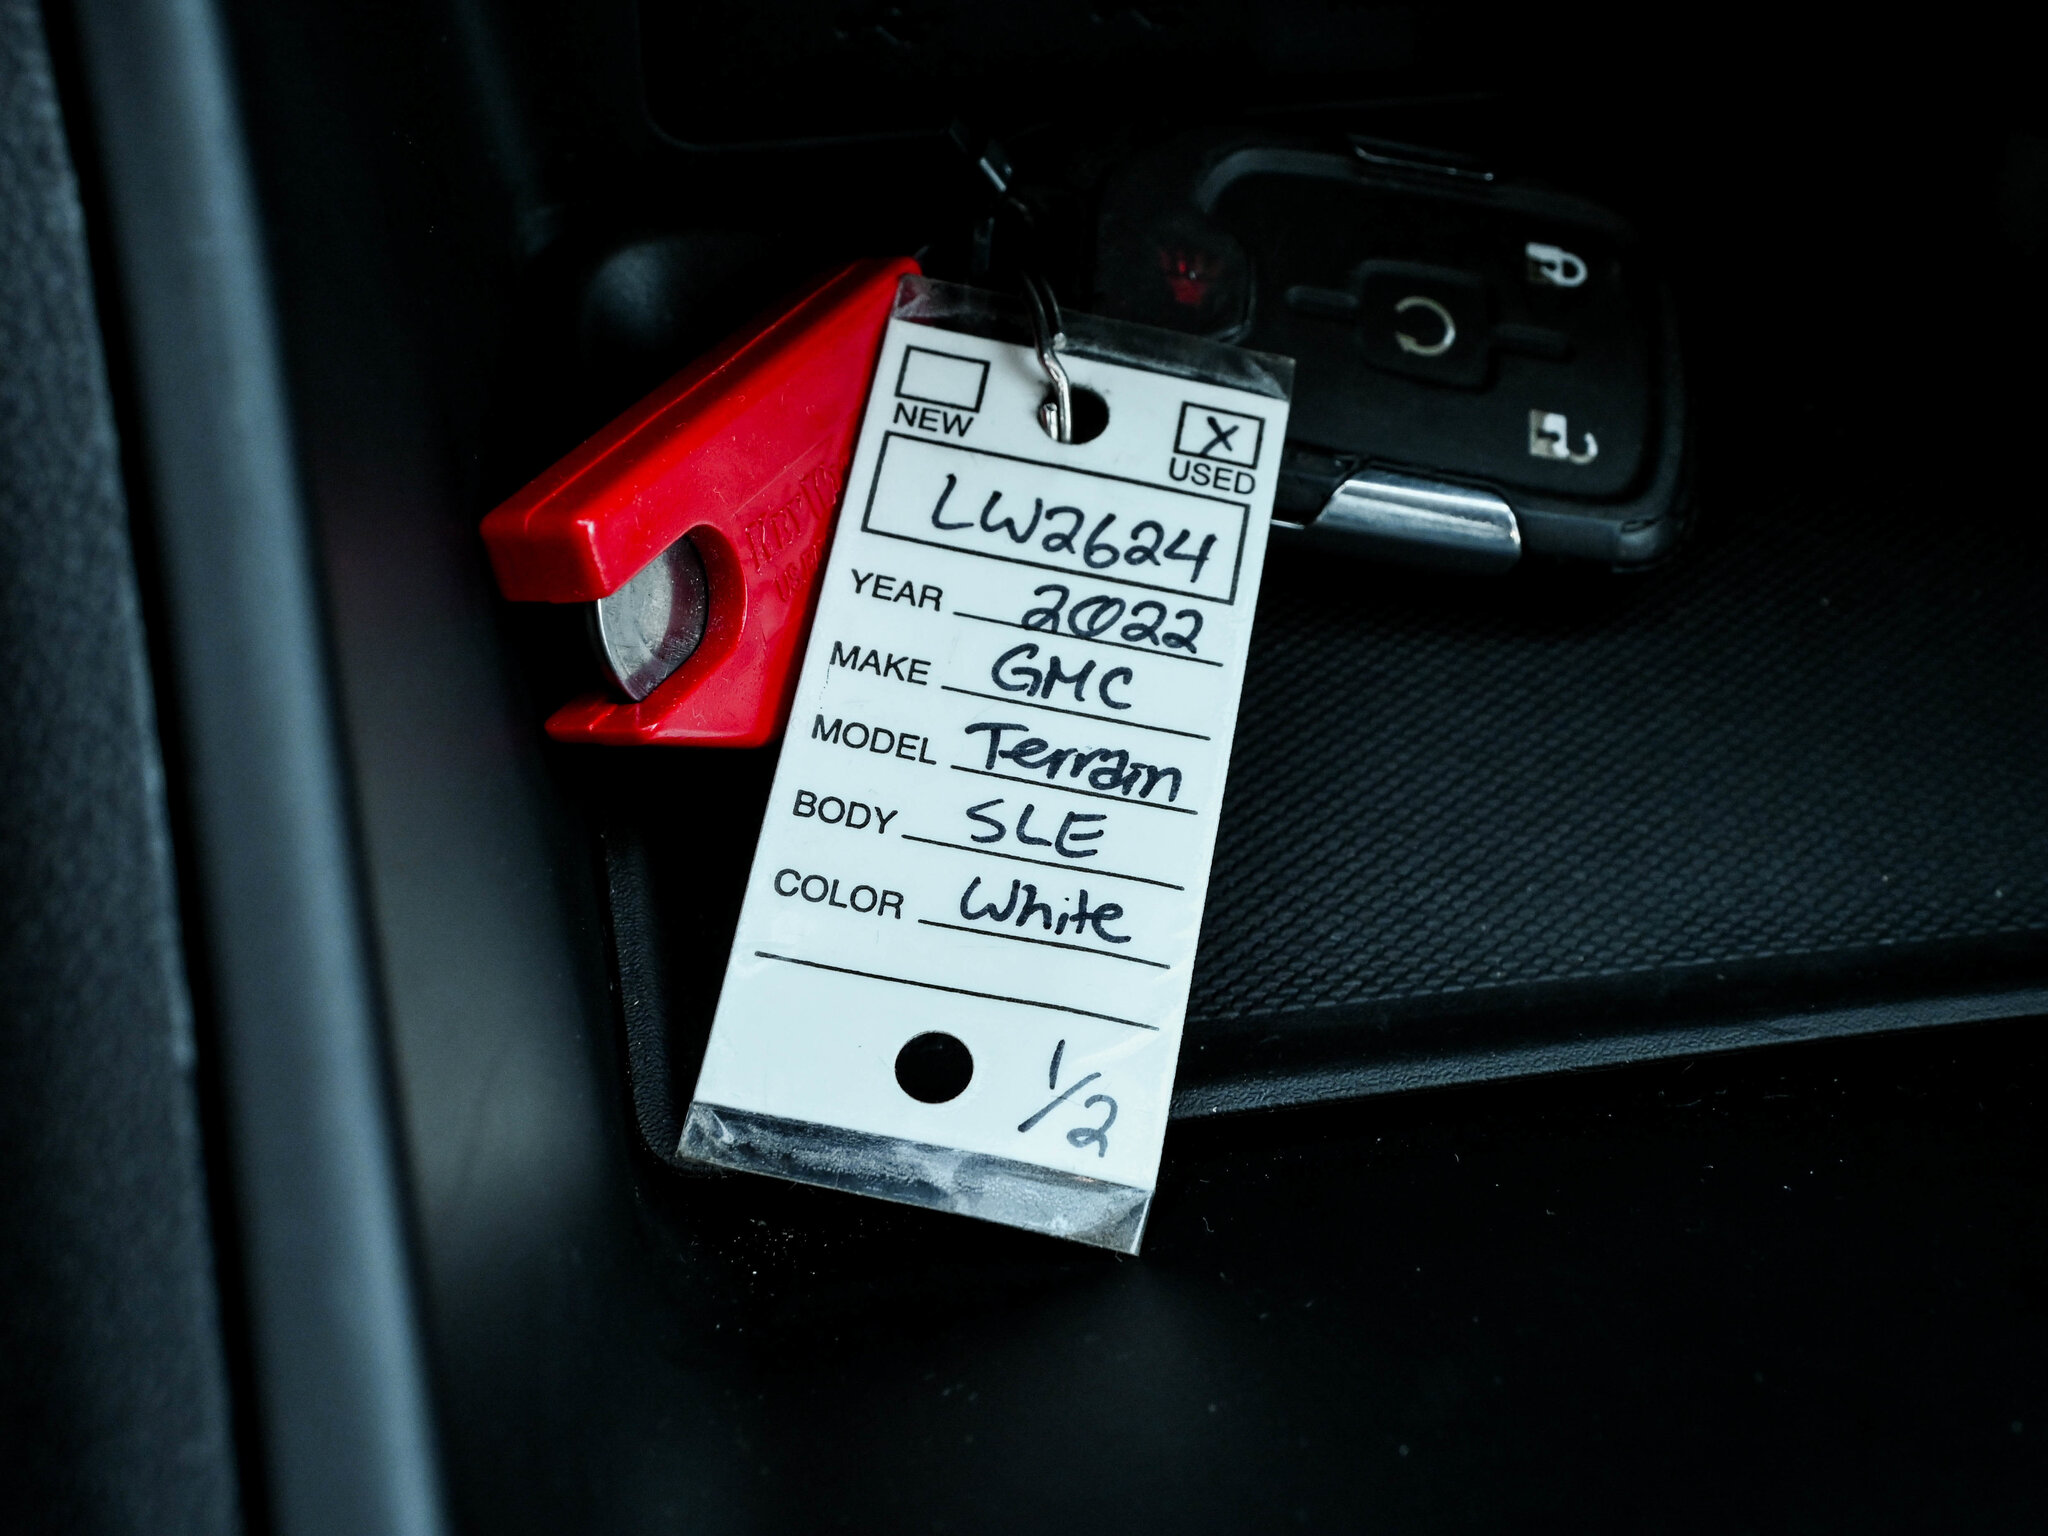 NEW
X
USED
LW2624
YEAR 2022
MAKE GMC
MODEL Terrain
BODY SLE
COLOR White
1/2